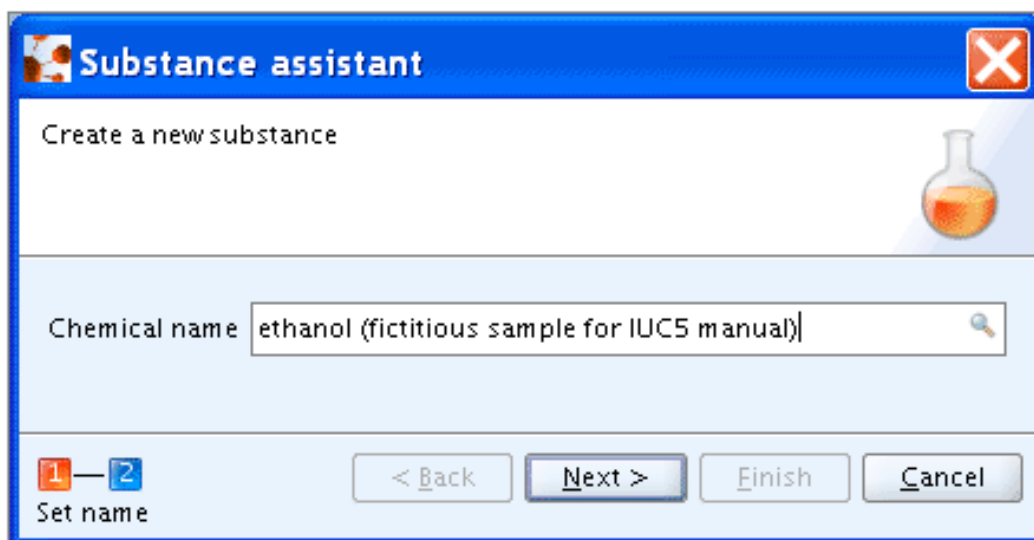 Substance assistant
Create a new substance
Chemical name ethanol (fictitious sample for IUC5 manual)
1 2
< Back Next > Finish Cancel
Set name